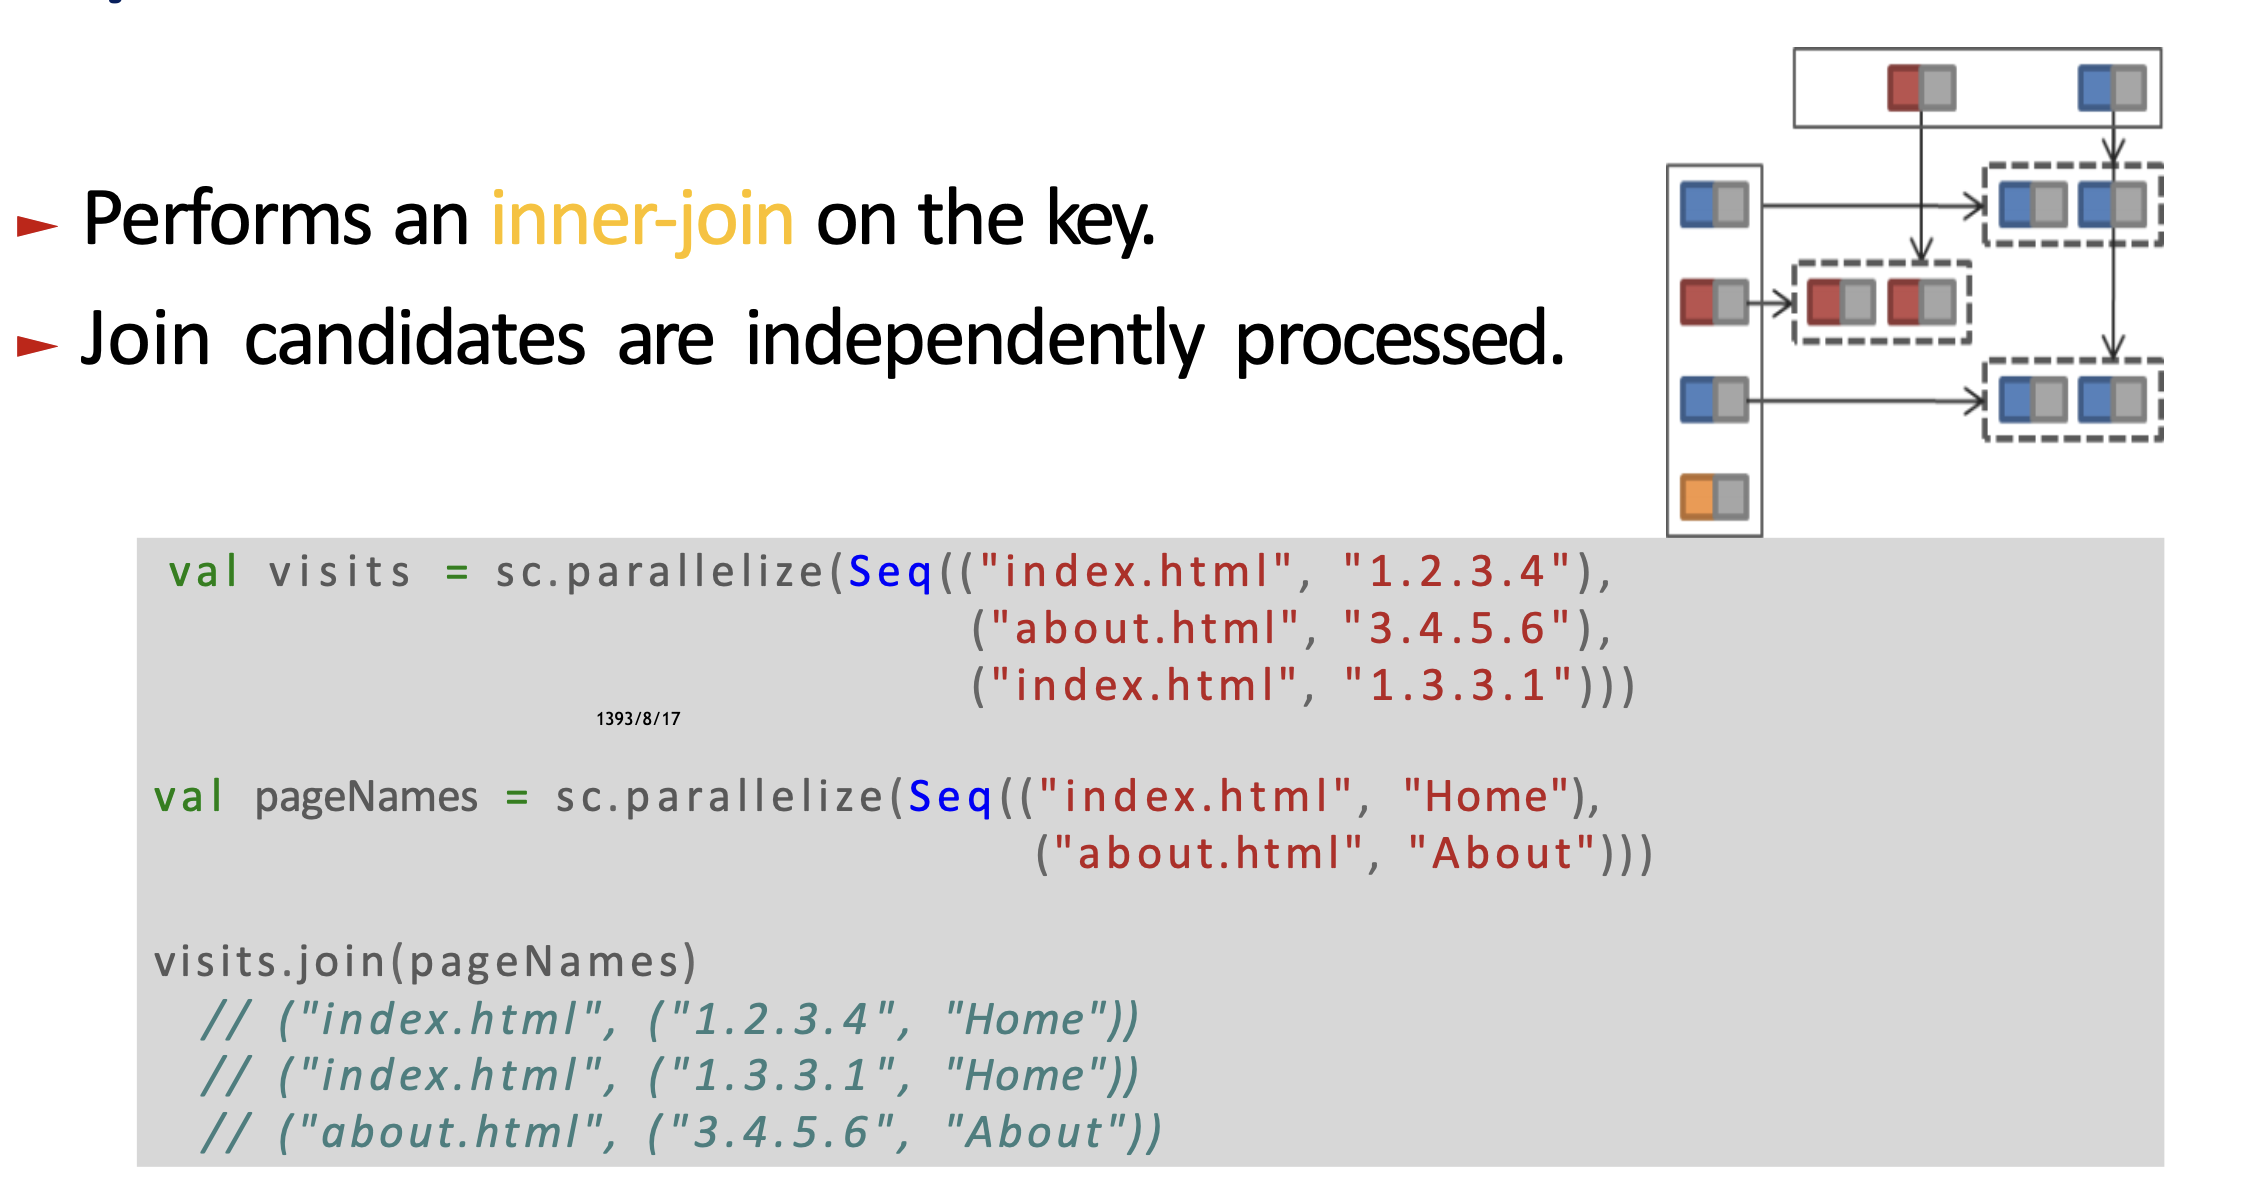 ► Perforims an inner-join on the key.
► Join candidates are independently processed.
val visits = sc.parallelize(Seq(("index.html", "1.2.3.4"),
("about.html", "3.4.5.6"),
("index.html", "1.3.3.1")))
1393/8/17
val pageNames = sc.parallelize(Seq(("index.html", "Home"),
("about.html", "About")))
visits.join(pageNames)
// ("index.html", ("1.2.3.4", "Home"))
// ("index.html", ("1.3.3.1", "Home"))
// ("about.html", ("3.4.5.6", "About"))